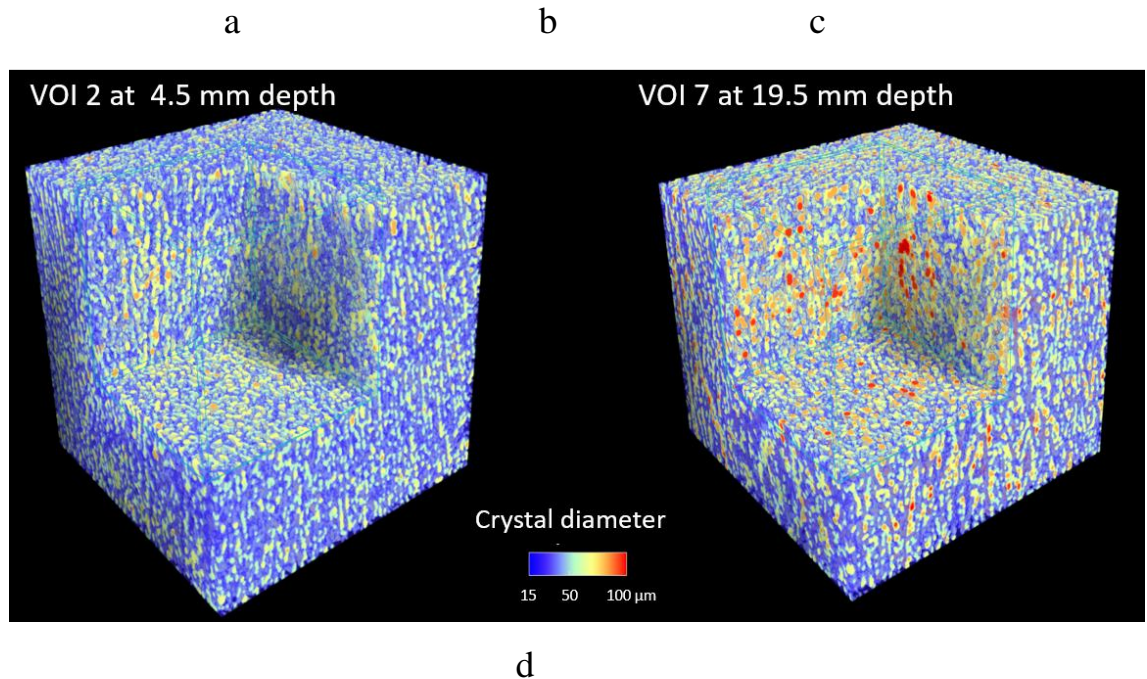 a b c
VOI 2 at 4.5 mm depth VOI 7 at 19.5 mm depth
Crystal diameter
15 50 100 µm
d